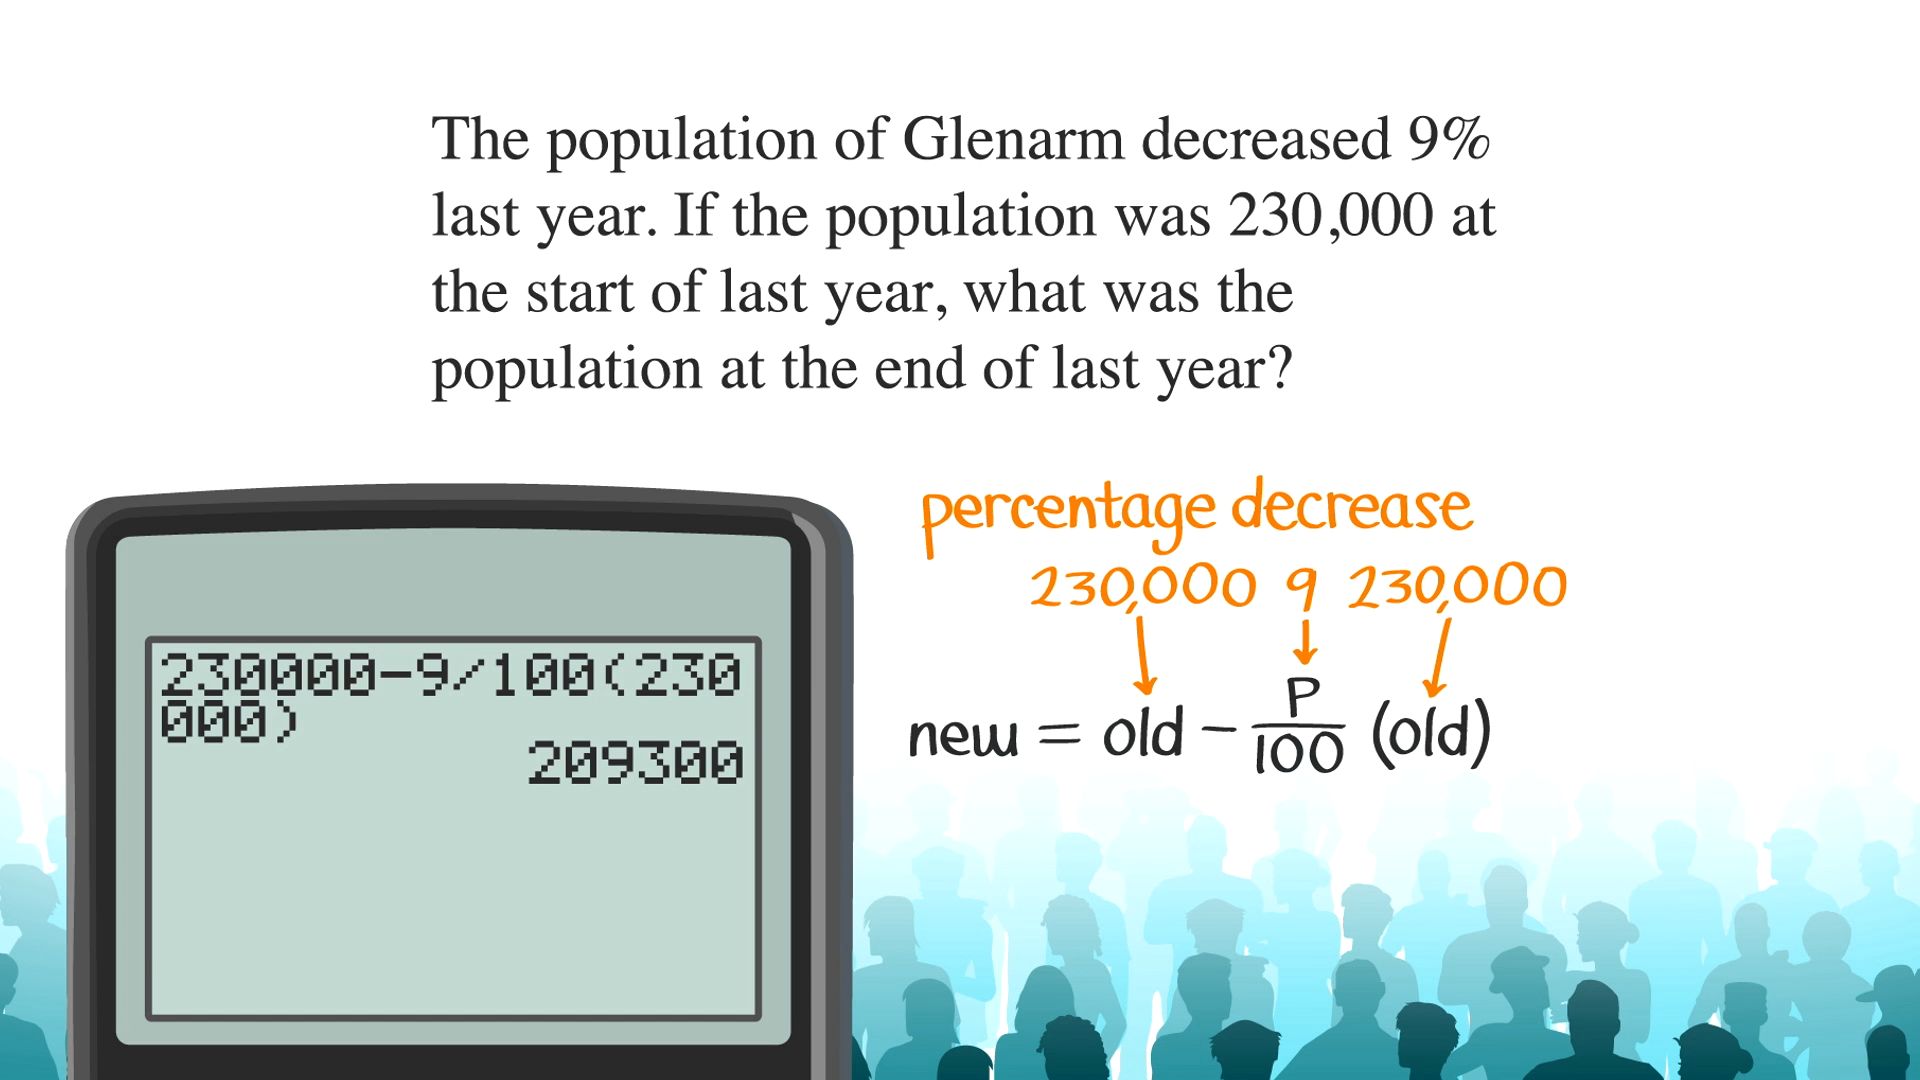 The population of Glenarm decreased 9%
last year. If the population was 230,000 at
the start of last year, what was the
population at the end of last year?
percentage decrease
230,000 9 230,000
new = old - P/100 (old)
230000-9/100(230
000)
209300